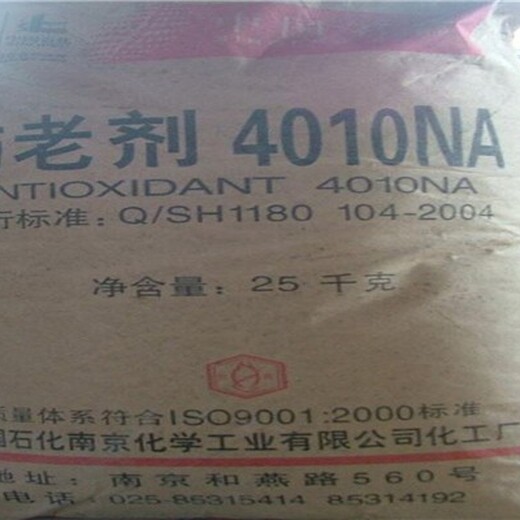 老剂 4010NA
NTIOXIDANT 4010NA
行标准: Q/SH1180 104-2004
净含量: 25 千克
质量体系符合ISO9001:2000标准
国石化南京化学工业有限公司化工厂
地址: 南京和燕路560号
电话: 025-85315414 85314192